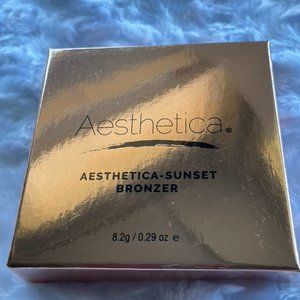 Aesthetica®
AESTHETICA-SUNSET
BRONZER
8.2g / 0.29 oz ℮